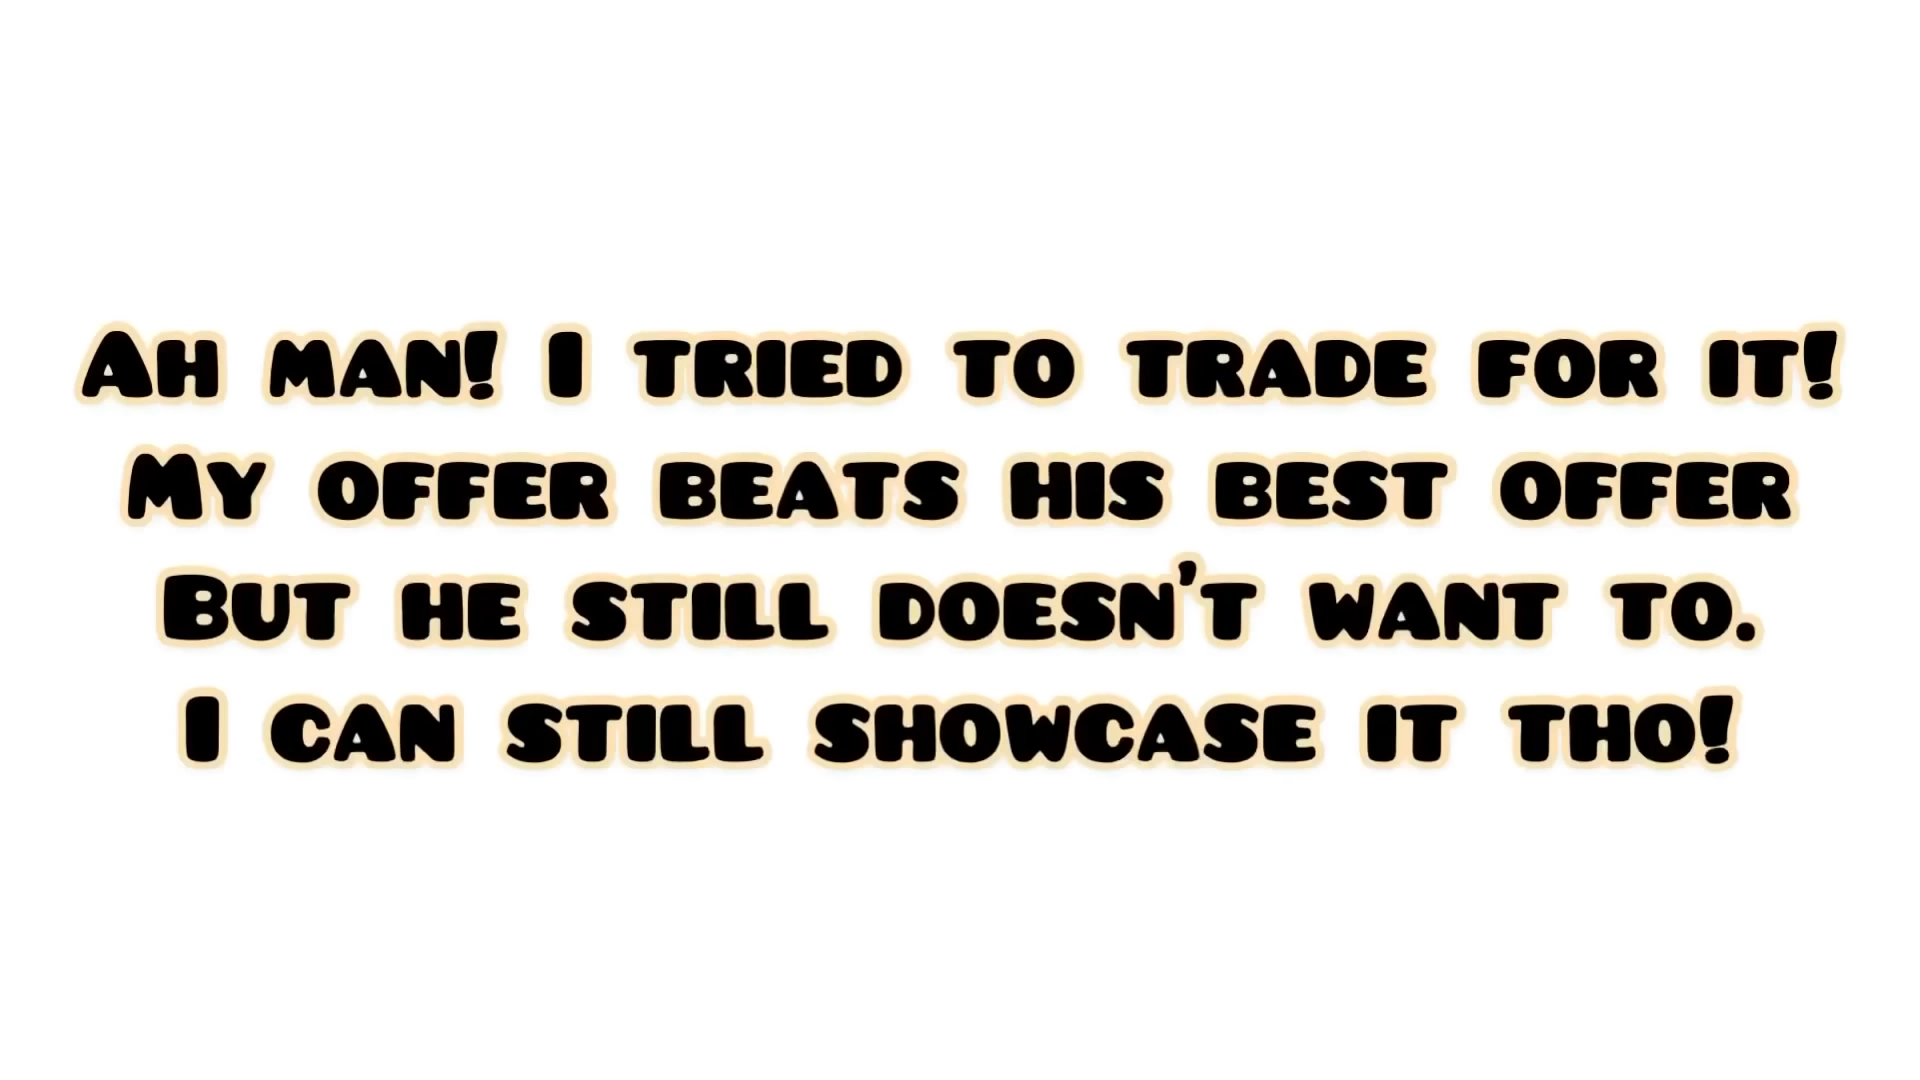 Ah man! I tried to trade for it!
My offer beats his best offer
But he still doesn't want to.
I can still showcase it tho!